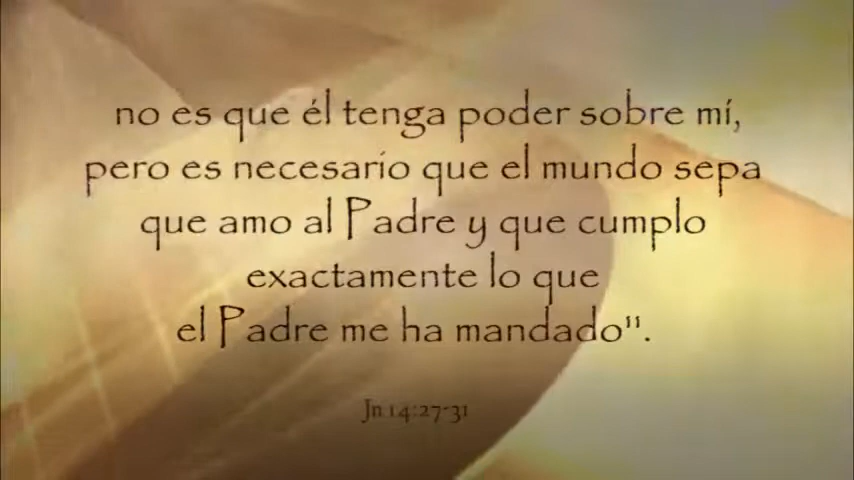 no es que él tenga poder sobre mí,
pero es necesario que el mundo sepa
que amo al Padre y que cumplo
exactamente lo que
el Padre me ha mandado".
Jn 14:27-31